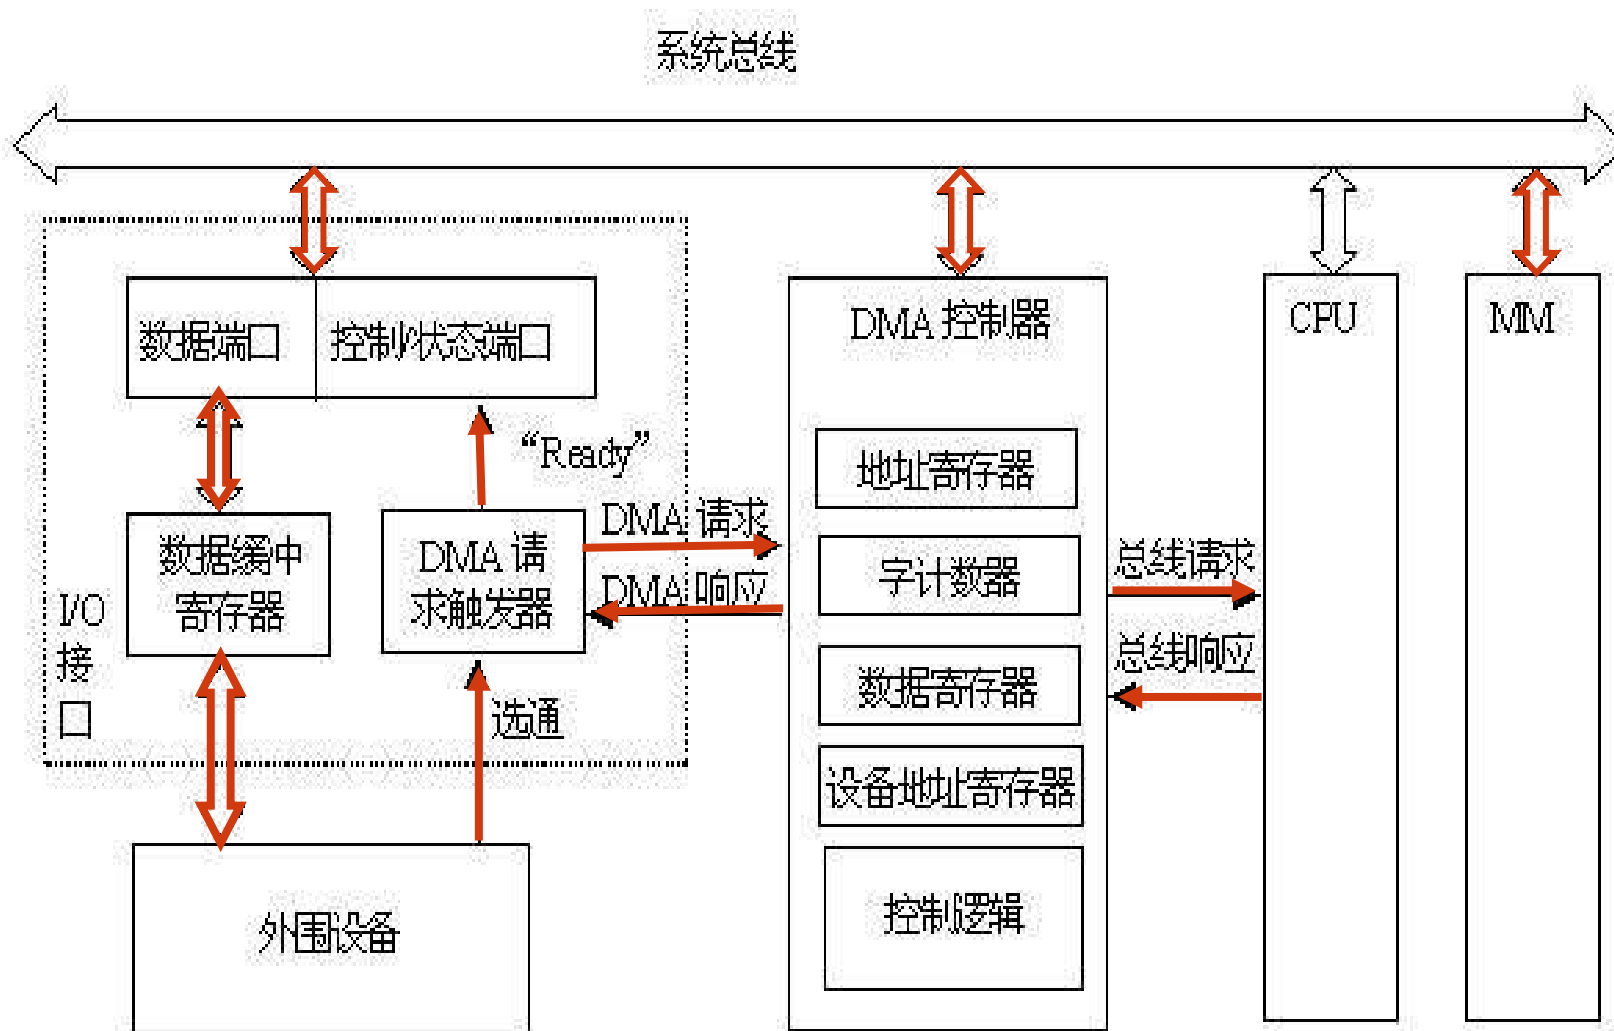 系统总线
数据端口
控制/状态端口
“Ready”
数据缓中
寄存器
DMA 请
求触发器
I/O
接
口
选通
外围设备
DMA 请求
DMA 响应
DMA 控制器
地址寄存器
字计数器
数据寄存器
设备地址寄存器
控制逻辑
总线请求
总线响应
CPU
MM